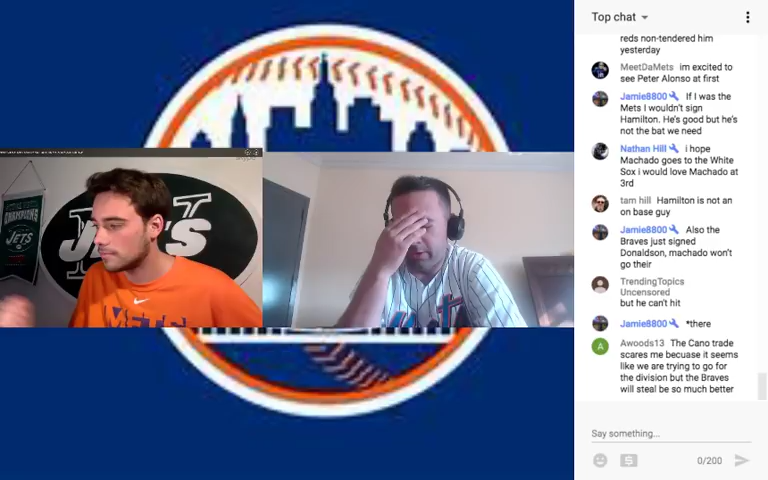 Top chat
reds non-tendered him
yesterday
MeetDaMets im excited to
see Peter Alonso at first
Jamie8800 If I was the
Mets I wouldn't sign
Hamilton. He's good but he's
not the bat we need
Nathan Hill i hope
Machado goes to the White
Sox i would love Machado at
3rd
tam hill Hamilton is not an
on base guy
Jamie8800 Also the
Braves just signed
Donaldson, machado won't
go their
TrendingTopics
Uncensored
but he can't hit
Jamie8800 *there
A
Awoods13 The Cano trade
scares me becuase it seems
like we are trying to go for
the division but the Braves
will steal be so much better
Say something...
0/200
CHAMPIONS
JETS
JETS
METS
Mets